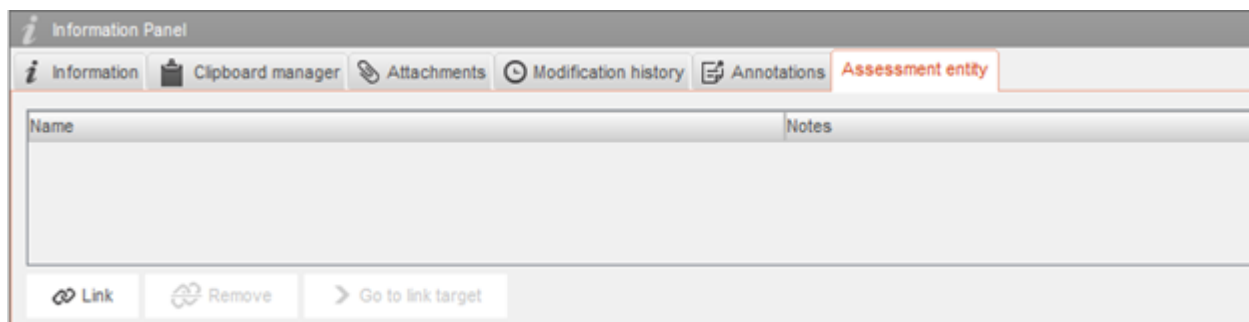 Information Panel
Information Clipboard manager Attachments Modification history Annotations Assessment entity
Name Notes
Link Remove Go to link target